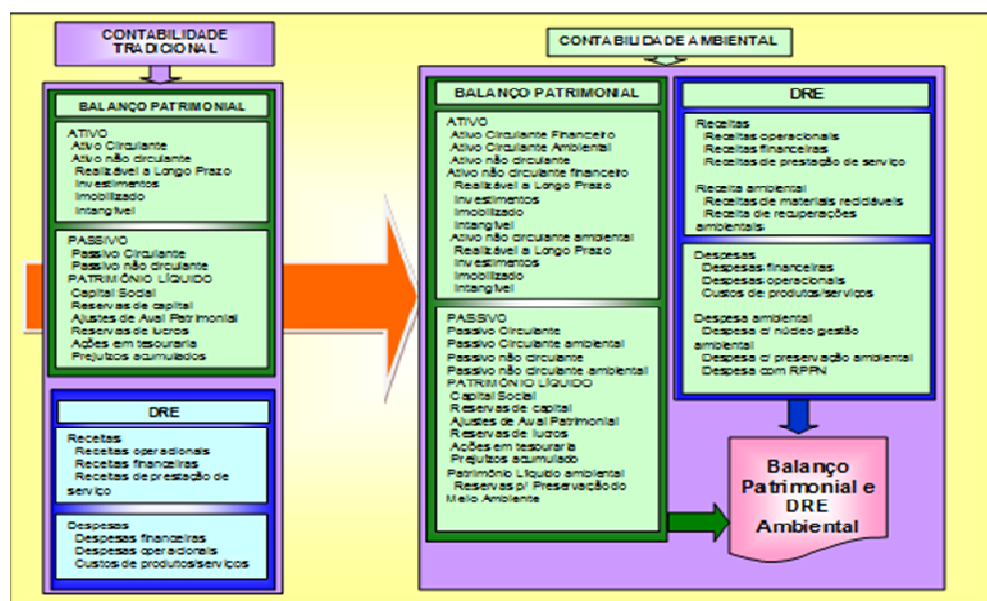 CONTABILIDADE
TRADICIONAL
BALANÇO PATRIMONIAL
ATIVO
Ativo Circulante
Ativo não circulante
Realizável a Longo Prazo
Investimentos
Imobilizado
Intangível
PASSIVO
Passivo Circulante
Passivo não circulante
PATRIMÔNIO LÍQUIDO
Capital Social
Reservas de capital
Ajustes de Aval Patrimonial
Reservas de lucros
Ações em tesouraria
Prejuízos acumulados
DRE
Receitas
Receitas operacionais
Receitas financeiras
Receitas de prestação de
serviço
Despesas
Despesas financeiras
Despesas operacionais
Custos de produtos/serviços
CONTABILIDADE AMBIENTAL
BALANÇO PATRIMONIAL
ATIVO
Ativo Circulante Financeiro
Ativo Circulante Ambiental
Ativo não circulante
Ativo não circulante financeiro
Realizável a Longo Prazo
Investimentos
Imobilizado
Intangível
Ativo não circulante ambiental
Realizável a Longo Prazo
Investimentos
Imobilizado
Intangível
PASSIVO
Passivo Circulante
Passivo Circulante ambiental
Passivo não circulante
Passivo não circulante ambiental
PATRIMÔNIO LÍQUIDO
Capital Social
Reservas de capital
Ajustes de Aval Patrimonial
Reservas de lucros
Ações em tesouraria
Prejuízos acumulado
Patrimônio Líquido ambiental
Reservas p/ Preservação do
Meio Ambiente
DRE
Receitas
Receitas operacionais
Receitas financeiras
Receitas de prestação de serviço
Receita ambiental
Receitas de materiais recicláveis
Receita de recuperações
ambientais
Despesas
Despesas financeiras
Despesas operacionais
Custos de produtos/serviços
Despesa ambiental
Despesa c/ núcleo gestão
ambiental
Despesa c/ preservação ambiental
Despesa com RPPN
Balanço
Patrimonial e
DRE
Ambiental